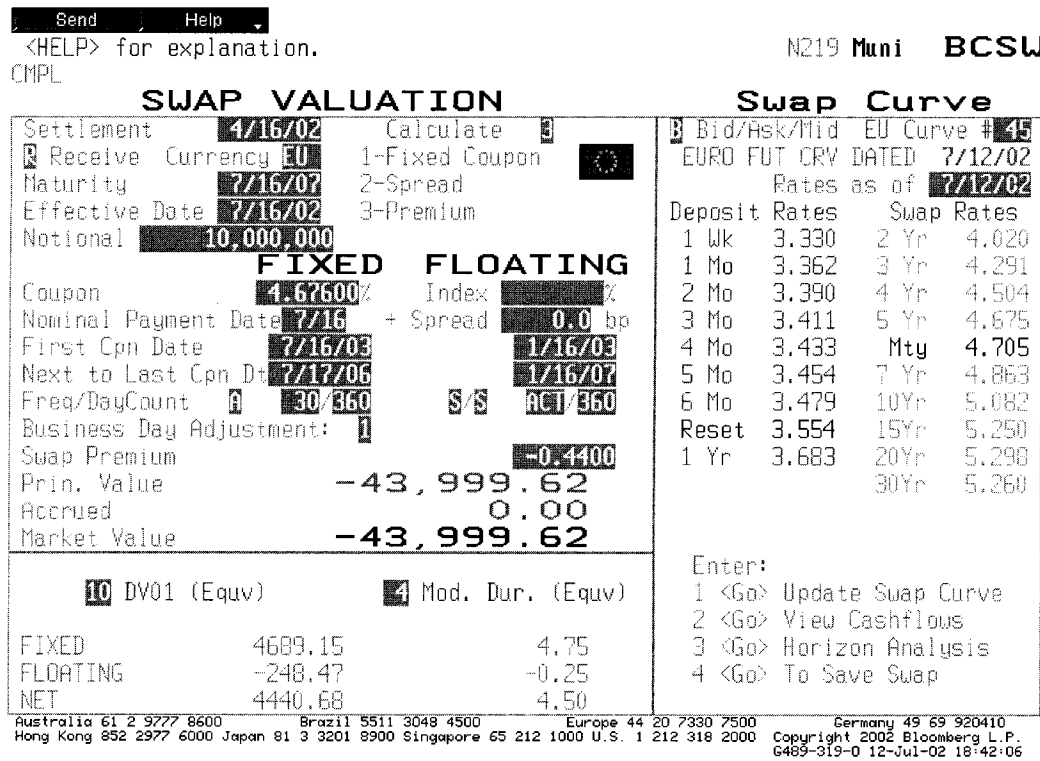 Send Help
<HELP> for explanation. N219 Muni BCSW
CMPL
SWAP VALUATION Swap Curve
Settlement 4/16/02 Calculate 3 B Bid/Ask/Mid EU Curve # 45
R Receive Currency EU 1-Fixed Coupon EURO FUT CRV DATED 7/12/02
Maturity 7/16/07 2-Spread Rates as of 7/12/02
Effective Date 7/16/02 3-Premium Deposit Rates Swap Rates
Notional 10,000,000 1 Wk 3.330 2 Yr 4.020
FIXED FLOATING 1 Mo 3.362 3 Yr 4.291
Coupon 4.67600% Index % 2 Mo 3.390 4 Yr 4.504
Nominal Payment Date 7/16 + Spread 0.0 bp 3 Mo 3.411 5 Yr 4.675
First Cpn Date 7/16/03 1/16/03 4 Mo 3.433 Mty 4.705
Next to Last Cpn Dt 7/17/06 1/16/07 5 Mo 3.454 7 Yr 4.863
Freq/DayCount A 30/360 S/S ACT/360 6 Mo 3.479 10Yr 5.082
Business Day Adjustment: 1 Reset 3.554 15Yr 5.250
Swap Premium -0.4400 1 Yr 3.683 20Yr 5.298
Prin. Value -43,999.62 30Yr 5.260
Accrued 0.00
Market Value -43,999.62
Enter:
10 DV01 (Equv) 4 Mod. Dur. (Equv) 1 <Go> Update Swap Curve
2 <Go> View Cashflows
FIXED 4689.15 4.75 3 <Go> Horizon Analysis
FLOATING -248.47 -0.25 4 <Go> To Save Swap
NET 4440.68 4.50
Australia 61 2 9777 8600 Brazil 5511 3048 4500 Europe 44 20 7330 7500 Germany 49 69 920410
Hong Kong 852 2977 6000 Japan 81 3 3201 8900 Singapore 65 212 1000 U.S. 1 212 318 2000 Copyright 2002 Bloomberg L.P.
G489-319-0 12-Jul-02 18:42:06